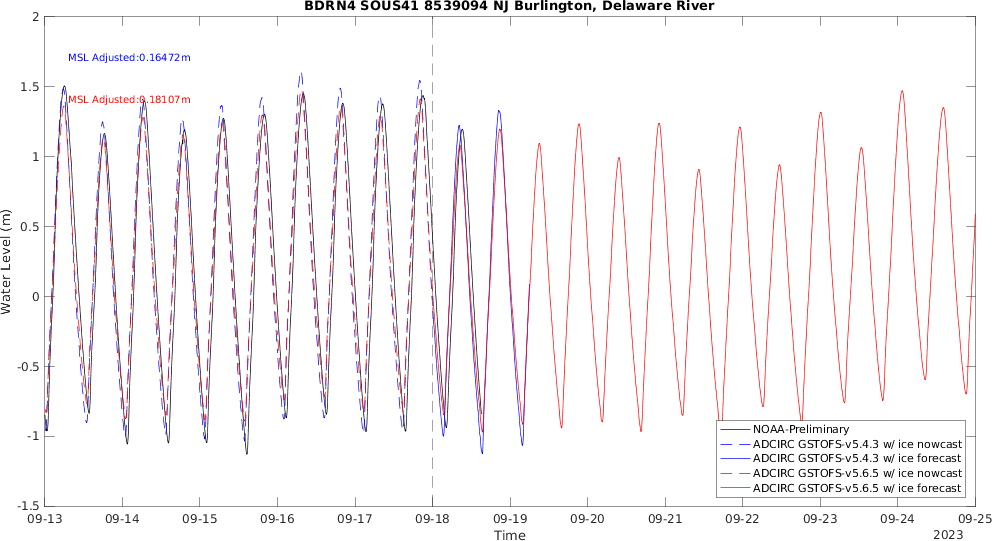 BDRN4 SOUS41 8539094 NJ Burlington, Delaware River
2
1.5
1
0.5
0
-0.5
-1
-1.5
Water Level (m)
MSL Adjusted:0.16472m
MSL Adjusted:0.18107m
NOAA-Preliminary
ADCIRC GSTOFS-v5.4.3 w/ ice nowcast
ADCIRC GSTOFS-v5.4.3 w/ ice forecast
ADCIRC GSTOFS-v5.6.5 w/ ice nowcast
ADCIRC GSTOFS-v5.6.5 w/ ice forecast
09-13 09-14 09-15 09-16 09-17 09-18 09-19 09-20 09-21 09-22 09-23 09-24 09-25
Time
2023